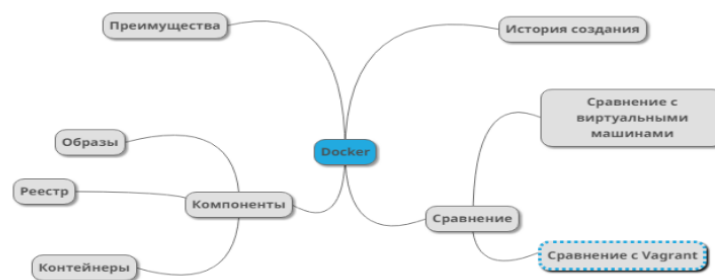 Преимущества
История создания
Сравнение с
виртуальными
машинами
Образы
Docker
Реестр
Компоненты
Сравнение
Контейнеры
Сравнение с Vagrant